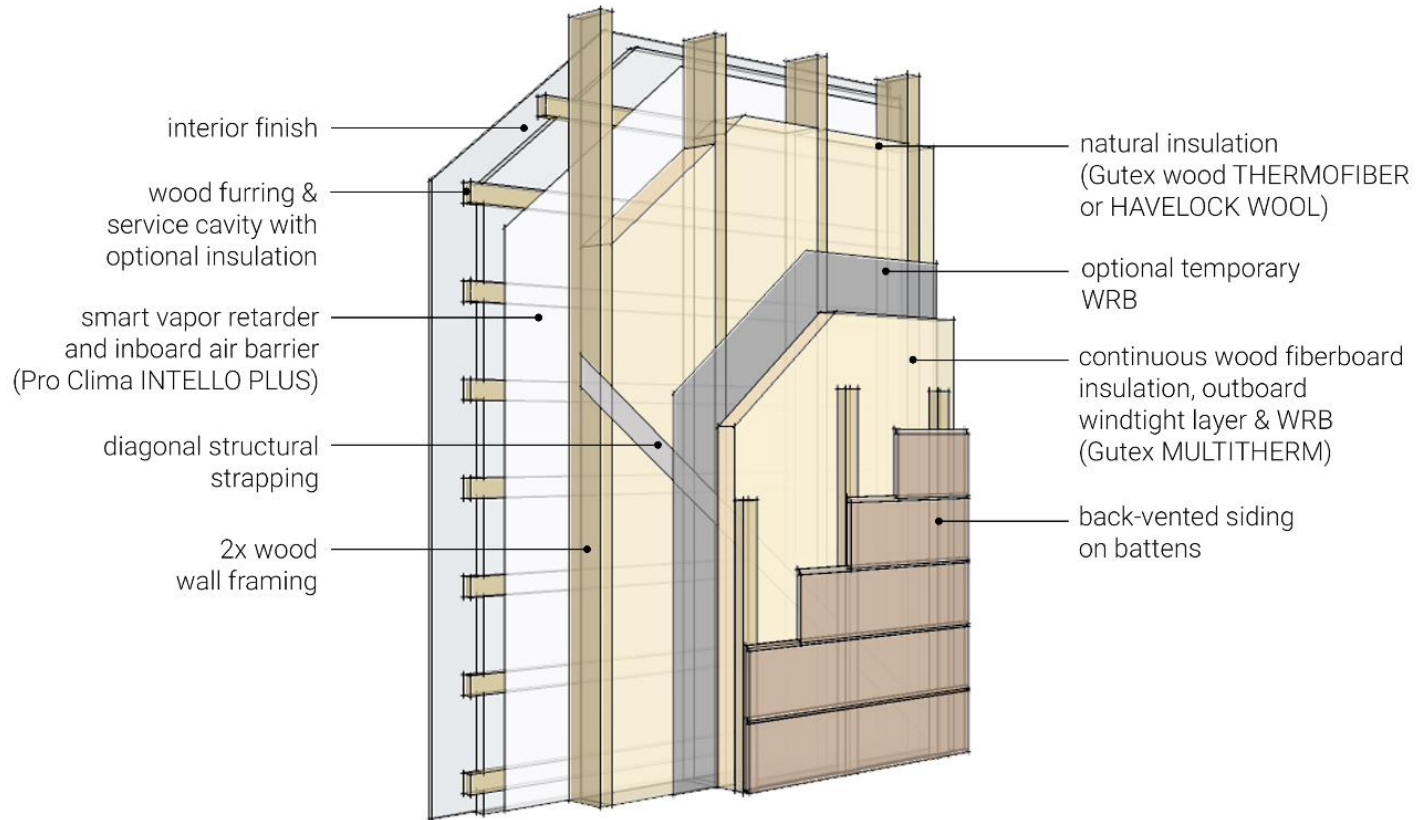 interior finish
wood furring &
service cavity with
optional insulation
smart vapor retarder
and inboard air barrier
(Pro Clima INTELLO PLUS)
diagonal structural
strapping
2x wood
wall framing
natural insulation
(Gutex wood THERMOFIBER
or HAVELOCK WOOL)
optional temporary
WRB
continuous wood fiberboard
insulation, outboard
windtight layer & WRB
(Gutex MULTITHERM)
back-vented siding
on battens